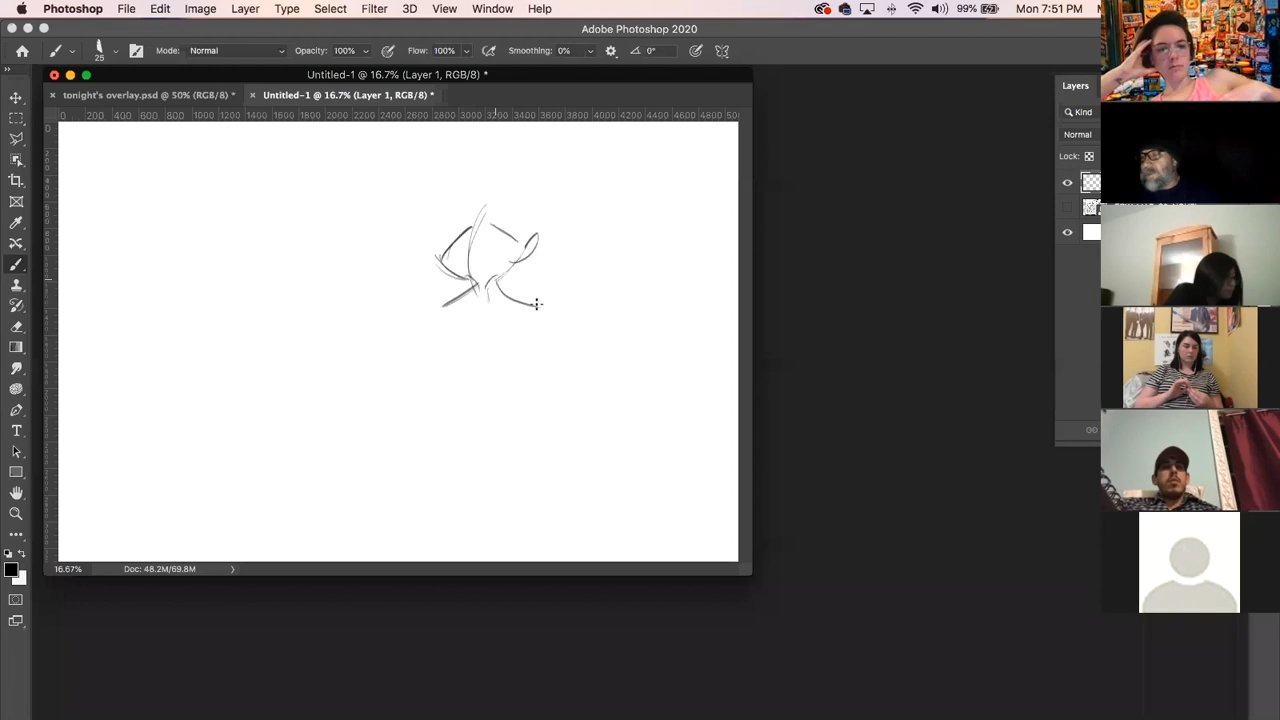 Photoshop File Edit Image Layer Type Select Filter 3D View Window Help 99% Mon 7:51 PM
Adobe Photoshop 2020
25 Mode: Normal Opacity: 100% Flow: 100% Smoothing: 0% 0°
Untitled-1 @ 16.7% (Layer 1, RGB/8) *
tonight's overlay.psd @ 50% (RGB/8) * Untitled-1 @ 16.7% (Layer 1, RGB/8) *
0 200 400 600 800 1000 1200 1400 1600 1800 2000 2200 2400 2600 2800 3000 3200 3400 3600 3800 4000 4200 4400 4600 4800
Layers
Kind
Normal
Lock:
16.67% Doc: 48.2M/69.8M